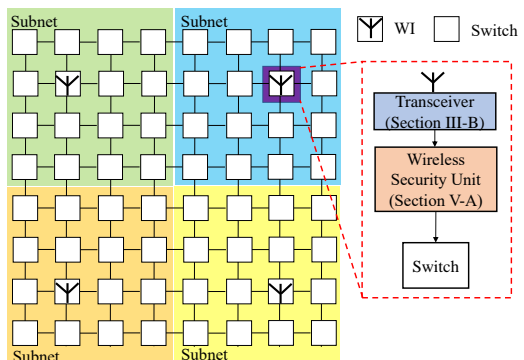 Subnet
Subnet
WI
Switch
Transceiver
(Section III-B)
Wireless
Security Unit
(Section V-A)
Switch
Subnet
Subnet